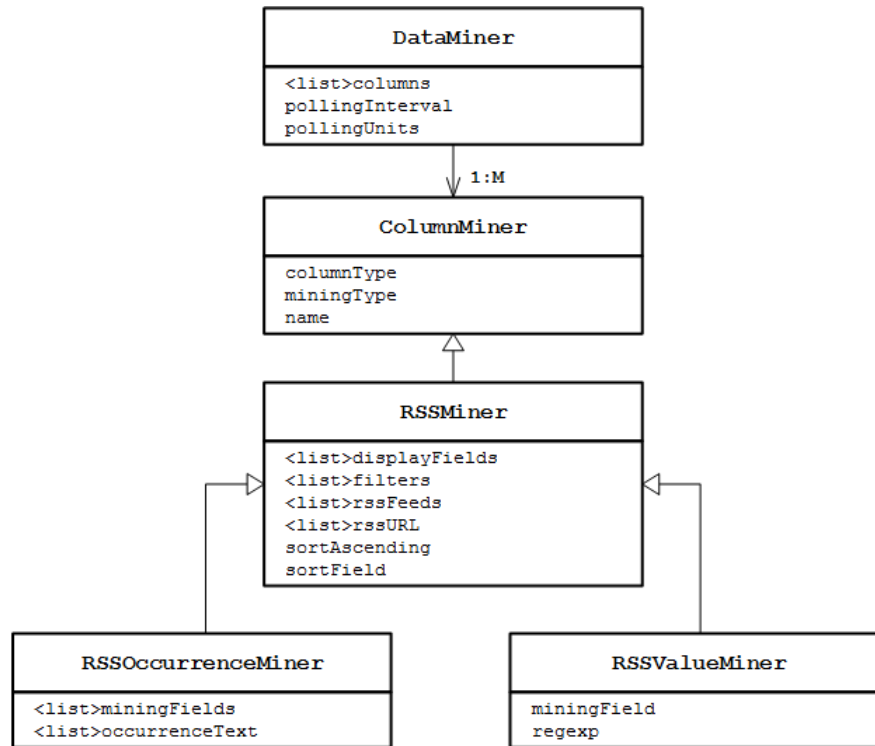 DataMiner
<list>columns
pollingInterval
pollingUnits
1:M
ColumnMiner
columnType
miningType
name
RSSMiner
<list>displayFields
<list>filters
<list>rssFeeds
<list>rssURL
sortAscending
sortField
RSSOccurrenceMiner
<list>miningFields
<list>occurrenceText
RSSValueMiner
miningField
regexp